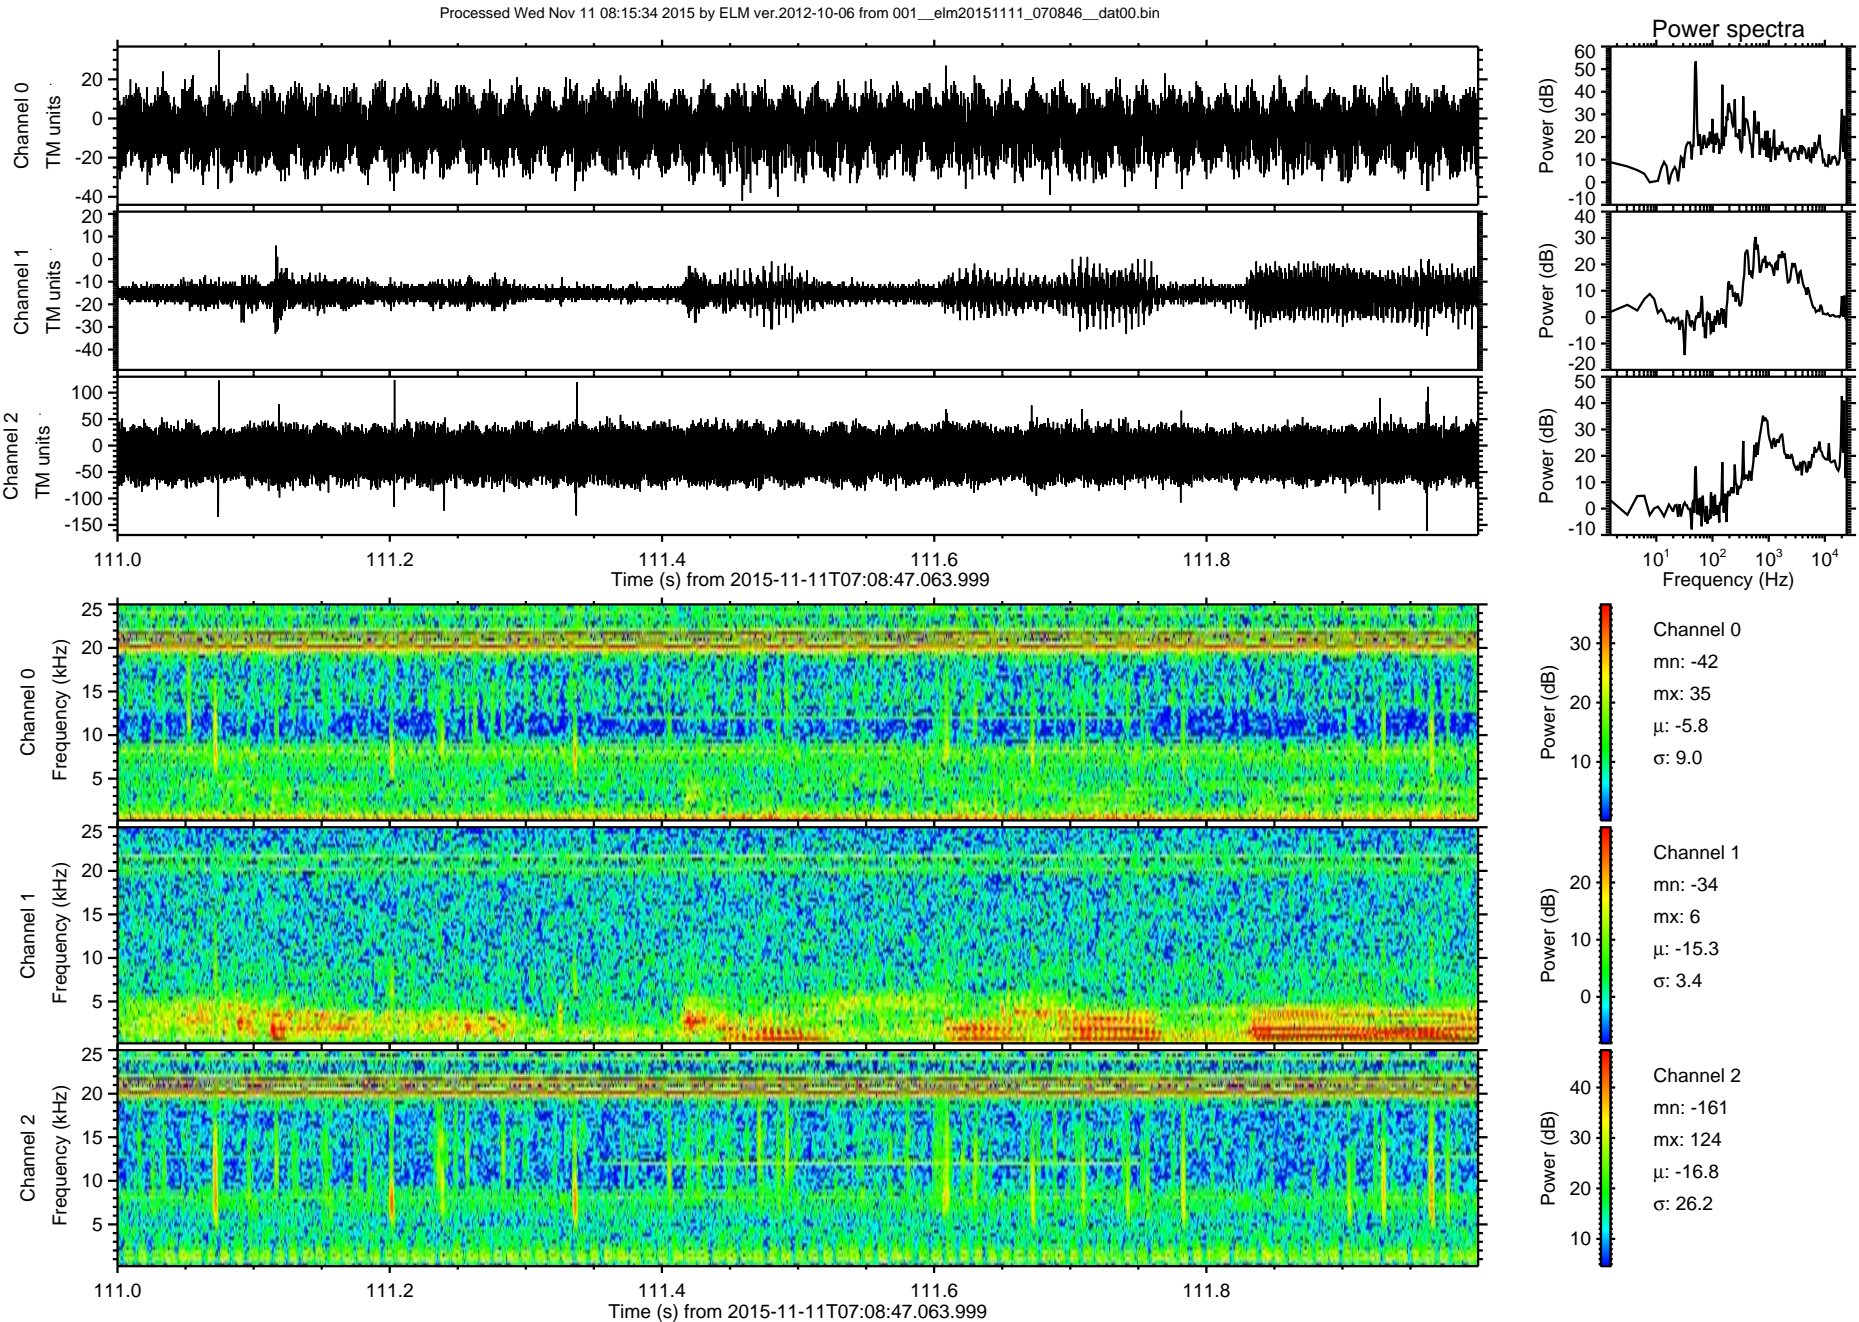 Processed Wed Nov 11 08:15:34 2015 by ELM ver.2012-10-06 from 001__elm20151111_070846__dat00.bin
Power spectra
Channel 0
TM units
20
0
-20
-40
Power (dB)
60
50
40
30
20
10
0
-10
Channel 1
TM units
20
10
0
-10
-20
-30
-40
Power (dB)
40
30
20
10
0
-10
-20
Channel 2
TM units
100
50
0
-50
-100
-150
Power (dB)
50
40
30
20
10
0
-10
111.0 111.2 111.4 111.6 111.8
Time (s) from 2015-11-11T07:08:47.063.999
10^1 10^2 10^3 10^4
Frequency (Hz)
Channel 0
Frequency (kHz)
25
20
15
10
5
Power (dB)
30
20
10
Channel 0
mn: -42
mx: 35
µ: -5.8
σ: 9.0
Channel 1
Frequency (kHz)
25
20
15
10
5
Power (dB)
20
10
0
Channel 1
mn: -34
mx: 6
µ: -15.3
σ: 3.4
Channel 2
Frequency (kHz)
25
20
15
10
5
Power (dB)
40
30
20
10
Channel 2
mn: -161
mx: 124
µ: -16.8
σ: 26.2
111.0 111.2 111.4 111.6 111.8
Time (s) from 2015-11-11T07:08:47.063.999